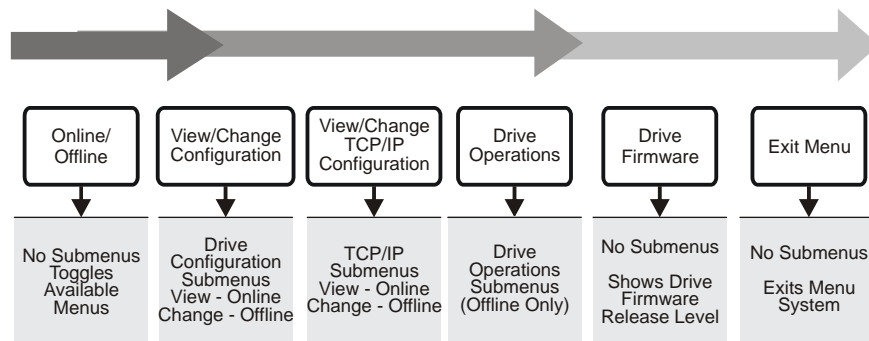 Online/
Offline
View/Change
Configuration
View/Change
TCP/IP
Configuration
Drive
Operations
Drive
Firmware
Exit Menu
No Submenus
Toggles
Available
Menus
Drive
Configuration
Submenus
View - Online
Change - Offline
TCP/IP
Submenus
View - Online
Change - Offline
Drive
Operations
Submenus
(Offline Only)
No Submenus
Shows Drive
Firmware
Release Level
No Submenus
Exits Menu
System